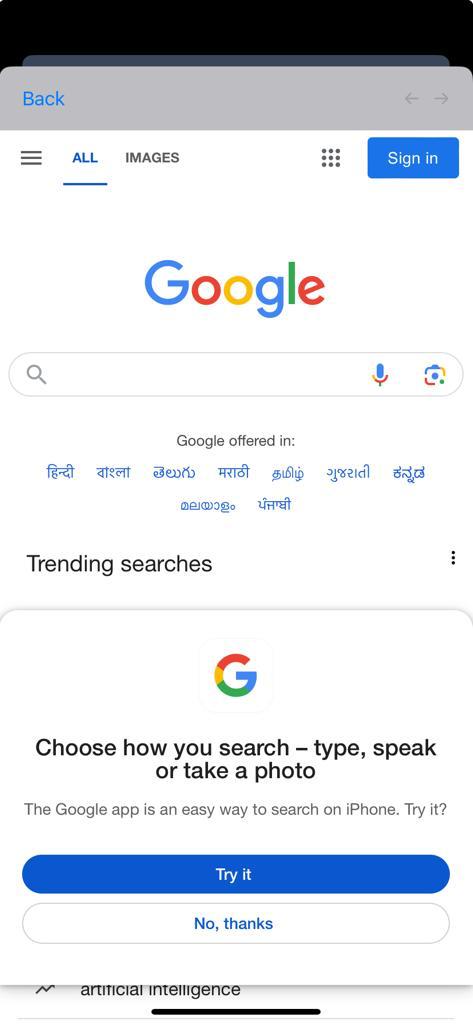 Back
ALL IMAGES Sign in
Google
Google offered in:
हिन्दी বাংলা తెలుగు मराठी தமிழ் ગુજરાતી ಕನ್ನಡ
മലയാളം ਪੰਜਾਬੀ
Trending searches
G
Choose how you search – type, speak
or take a photo
The Google app is an easy way to search on iPhone. Try it?
Try it
No, thanks
artificial intelligence